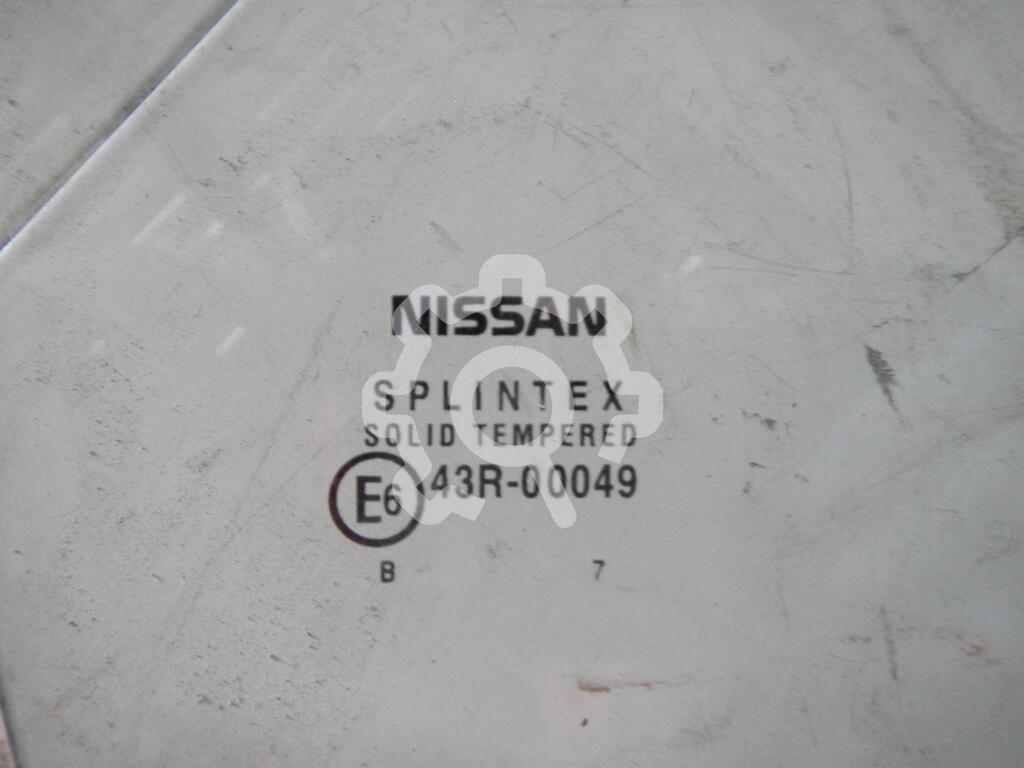 NISSAN
SPLINTEX
SOLID TEMPERED
E6 43R-00049
B 7